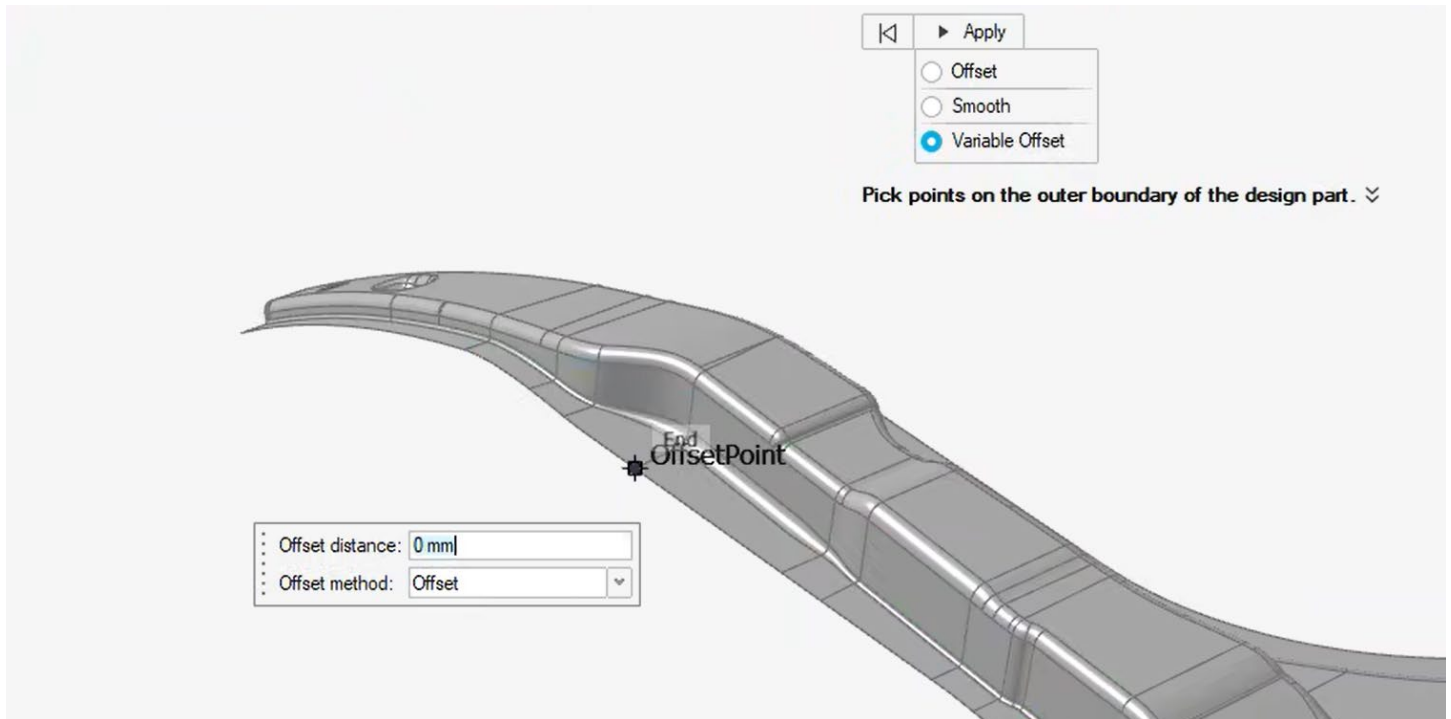 Apply
Offset
Smooth
Variable Offset
Pick points on the outer boundary of the design part.
End
OffsetPoint
Offset distance: 0 mm
Offset method: Offset